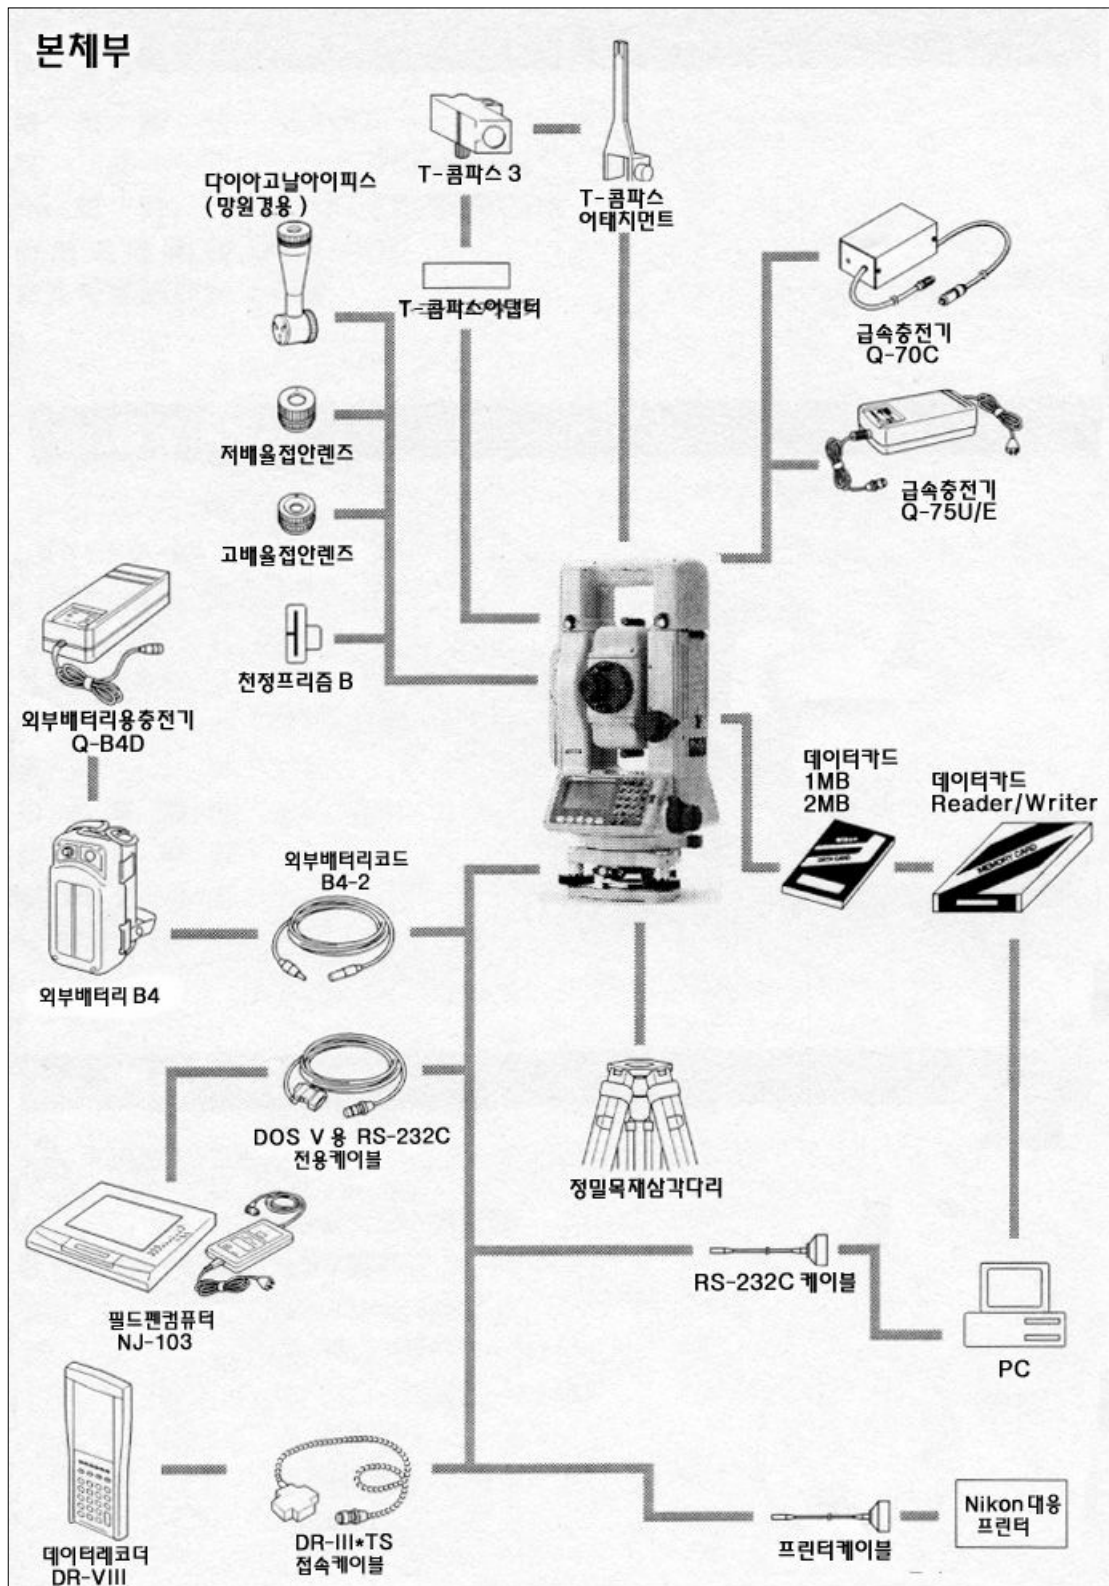 본체부
T-콤파스 3
T-콤파스
어태치먼트
다이아고날아이피스
(망원경용)
T-콤파스어댑터
급속충전기
Q-70C
저배율접안렌즈
급속충전기
Q-75U/E
고배율접안렌즈
천정프리즘 B
외부배터리용충전기
Q-B4D
데이터카드
1MB
2MB
데이터카드
Reader/Writer
Nikon
DATA CARD
MEMORY CARD
외부배터리코드
B4-2
외부배터리 B4
DOS V 용 RS-232C
전용케이블
정밀목재삼각다리
RS-232C 케이블
필드펜컴퓨터
NJ-103
PC
Nikon 대응
프린터
DR-III*TS
접속케이블
프린터케이블
데이터레코더
DR-VIII